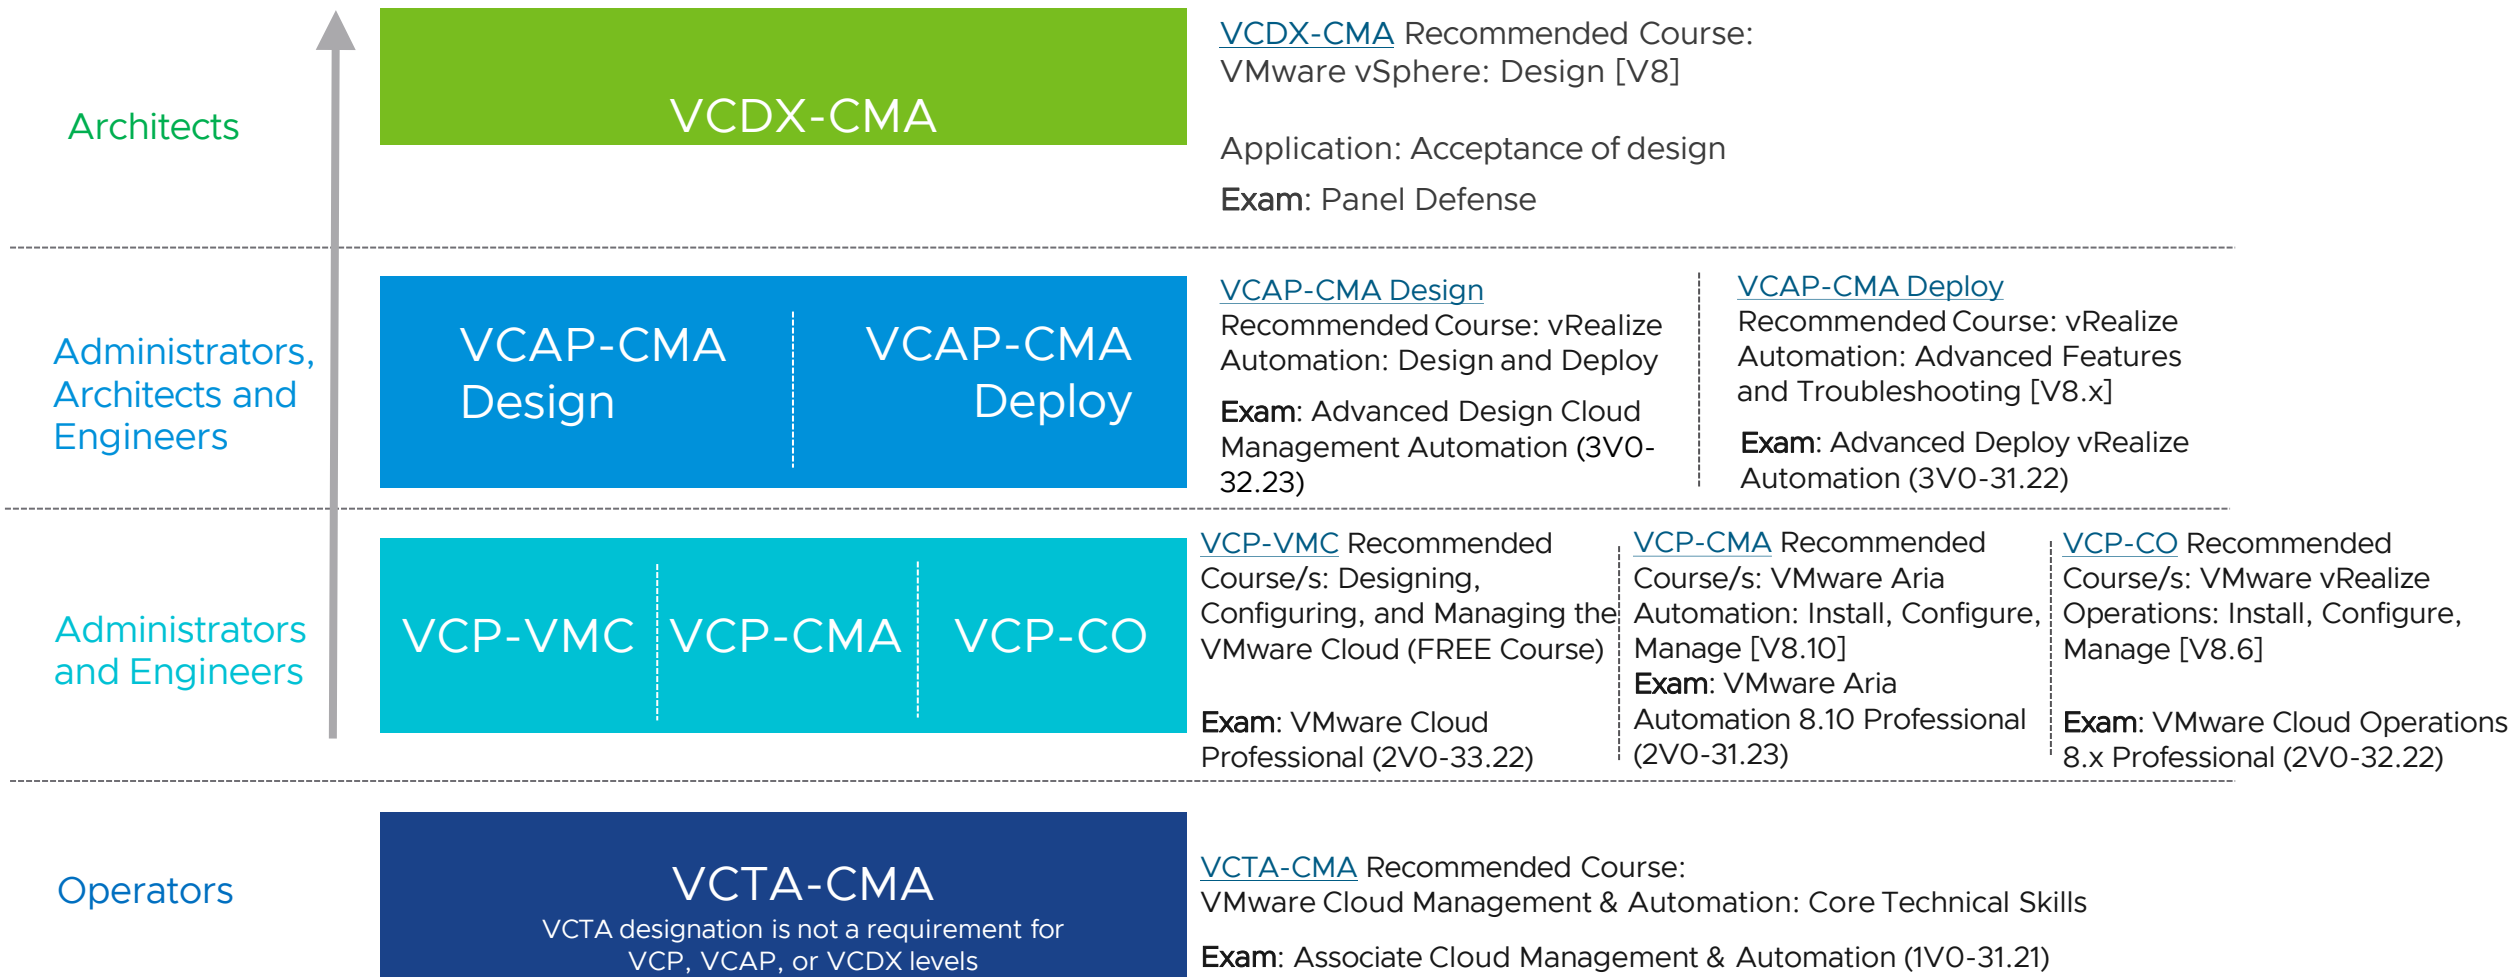 Architects
VCDX-CMA
VCDX-CMA Recommended Course:
VMware vSphere: Design [V8]
Application: Acceptance of design
Exam: Panel Defense
Administrators,
Architects and
Engineers
VCAP-CMA
Design
VCAP-CMA
Deploy
VCAP-CMA Design
Recommended Course: vRealize
Automation: Design and Deploy
Exam: Advanced Design Cloud
Management Automation (3V0-
32.23)
VCAP-CMA Deploy
Recommended Course: vRealize
Automation: Advanced Features
and Troubleshooting [V8.x]
Exam: Advanced Deploy vRealize
Automation (3V0-31.22)
Administrators
and Engineers
VCP-VMC
VCP-CMA
VCP-CO
VCP-VMC Recommended
Course/s: Designing,
Configuring, and Managing the
VMware Cloud (FREE Course)
Exam: VMware Cloud
Professional (2V0-33.22)
VCP-CMA Recommended
Course/s: VMware Aria
Automation: Install, Configure,
Manage [V8.10]
Exam: VMware Aria
Automation 8.10 Professional
(2V0-31.23)
VCP-CO Recommended
Course/s: VMware vRealize
Operations: Install, Configure,
Manage [V8.6]
Exam: VMware Cloud Operations
8.x Professional (2V0-32.22)
Operators
VCTA-CMA
VCTA designation is not a requirement for
VCP, VCAP, or VCDX levels
VCTA-CMA Recommended Course:
VMware Cloud Management & Automation: Core Technical Skills
Exam: Associate Cloud Management & Automation (1V0-31.21)